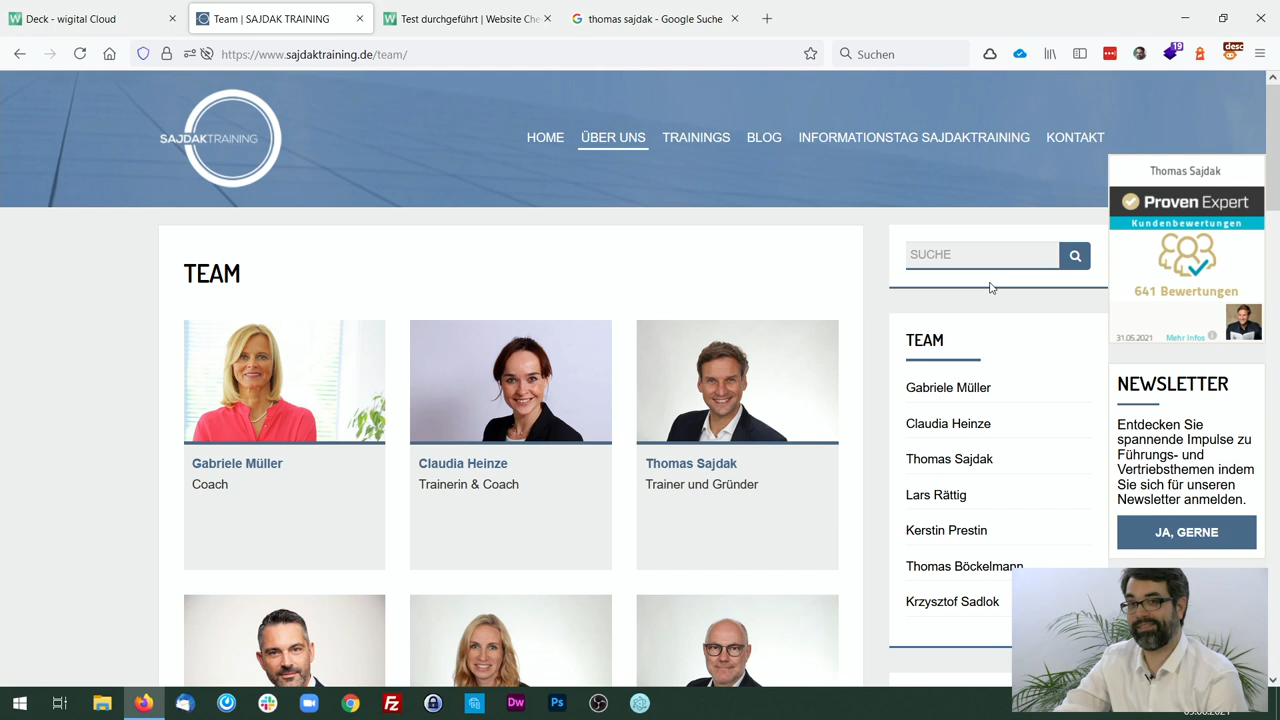 Deck - wigital Cloud
Team | SAJDAK TRAINING
Test durchgeführt | Website Che
thomas sajdak - Google Suche
https://www.sajdaktraining.de/team/
Suchen
19
desc
SAJDAKTRAINING
HOME
ÜBER UNS
TRAININGS
BLOG
INFORMATIONSTAG SAJDAKTRAINING
KONTAKT
Thomas Sajdak
Proven Expert
Kundenbewertungen
641 Bewertungen
31.05.2021
Mehr Infos
SUCHE
TEAM
Gabriele Müller
Coach
Claudia Heinze
Trainerin & Coach
Thomas Sajdak
Trainer und Gründer
TEAM
Gabriele Müller
Claudia Heinze
Thomas Sajdak
Lars Rättig
Kerstin Prestin
Thomas Böckelmann
Krzysztof Sadlok
NEWSLETTER
Entdecken Sie
spannende Impulse zu
Führungs- und
Vertriebsthemen indem
Sie sich für unseren
Newsletter anmelden.
JA, GERNE
Dw
Ps